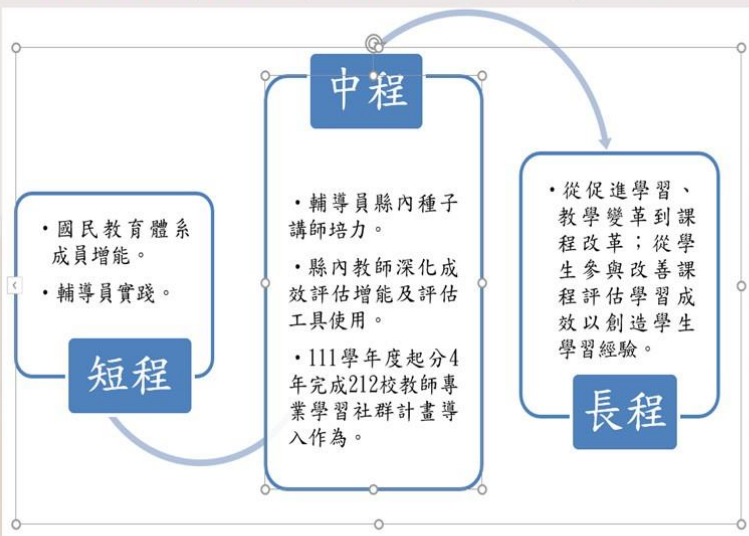 ・國民教育體系
成員增能。
・輔導員實踐。
短程
中程
・輔導員縣內種子
講師培力。
・縣內教師深化成
效評估增能及評估
工具使用。
・111學年度起分4
年完成212校教師專
業學習社群計畫導
入作為。
・從促進學習、
教學變革到課
程改革；從學
生參與改善課
程評估學習成
效以創造學生
學習經驗。
長程